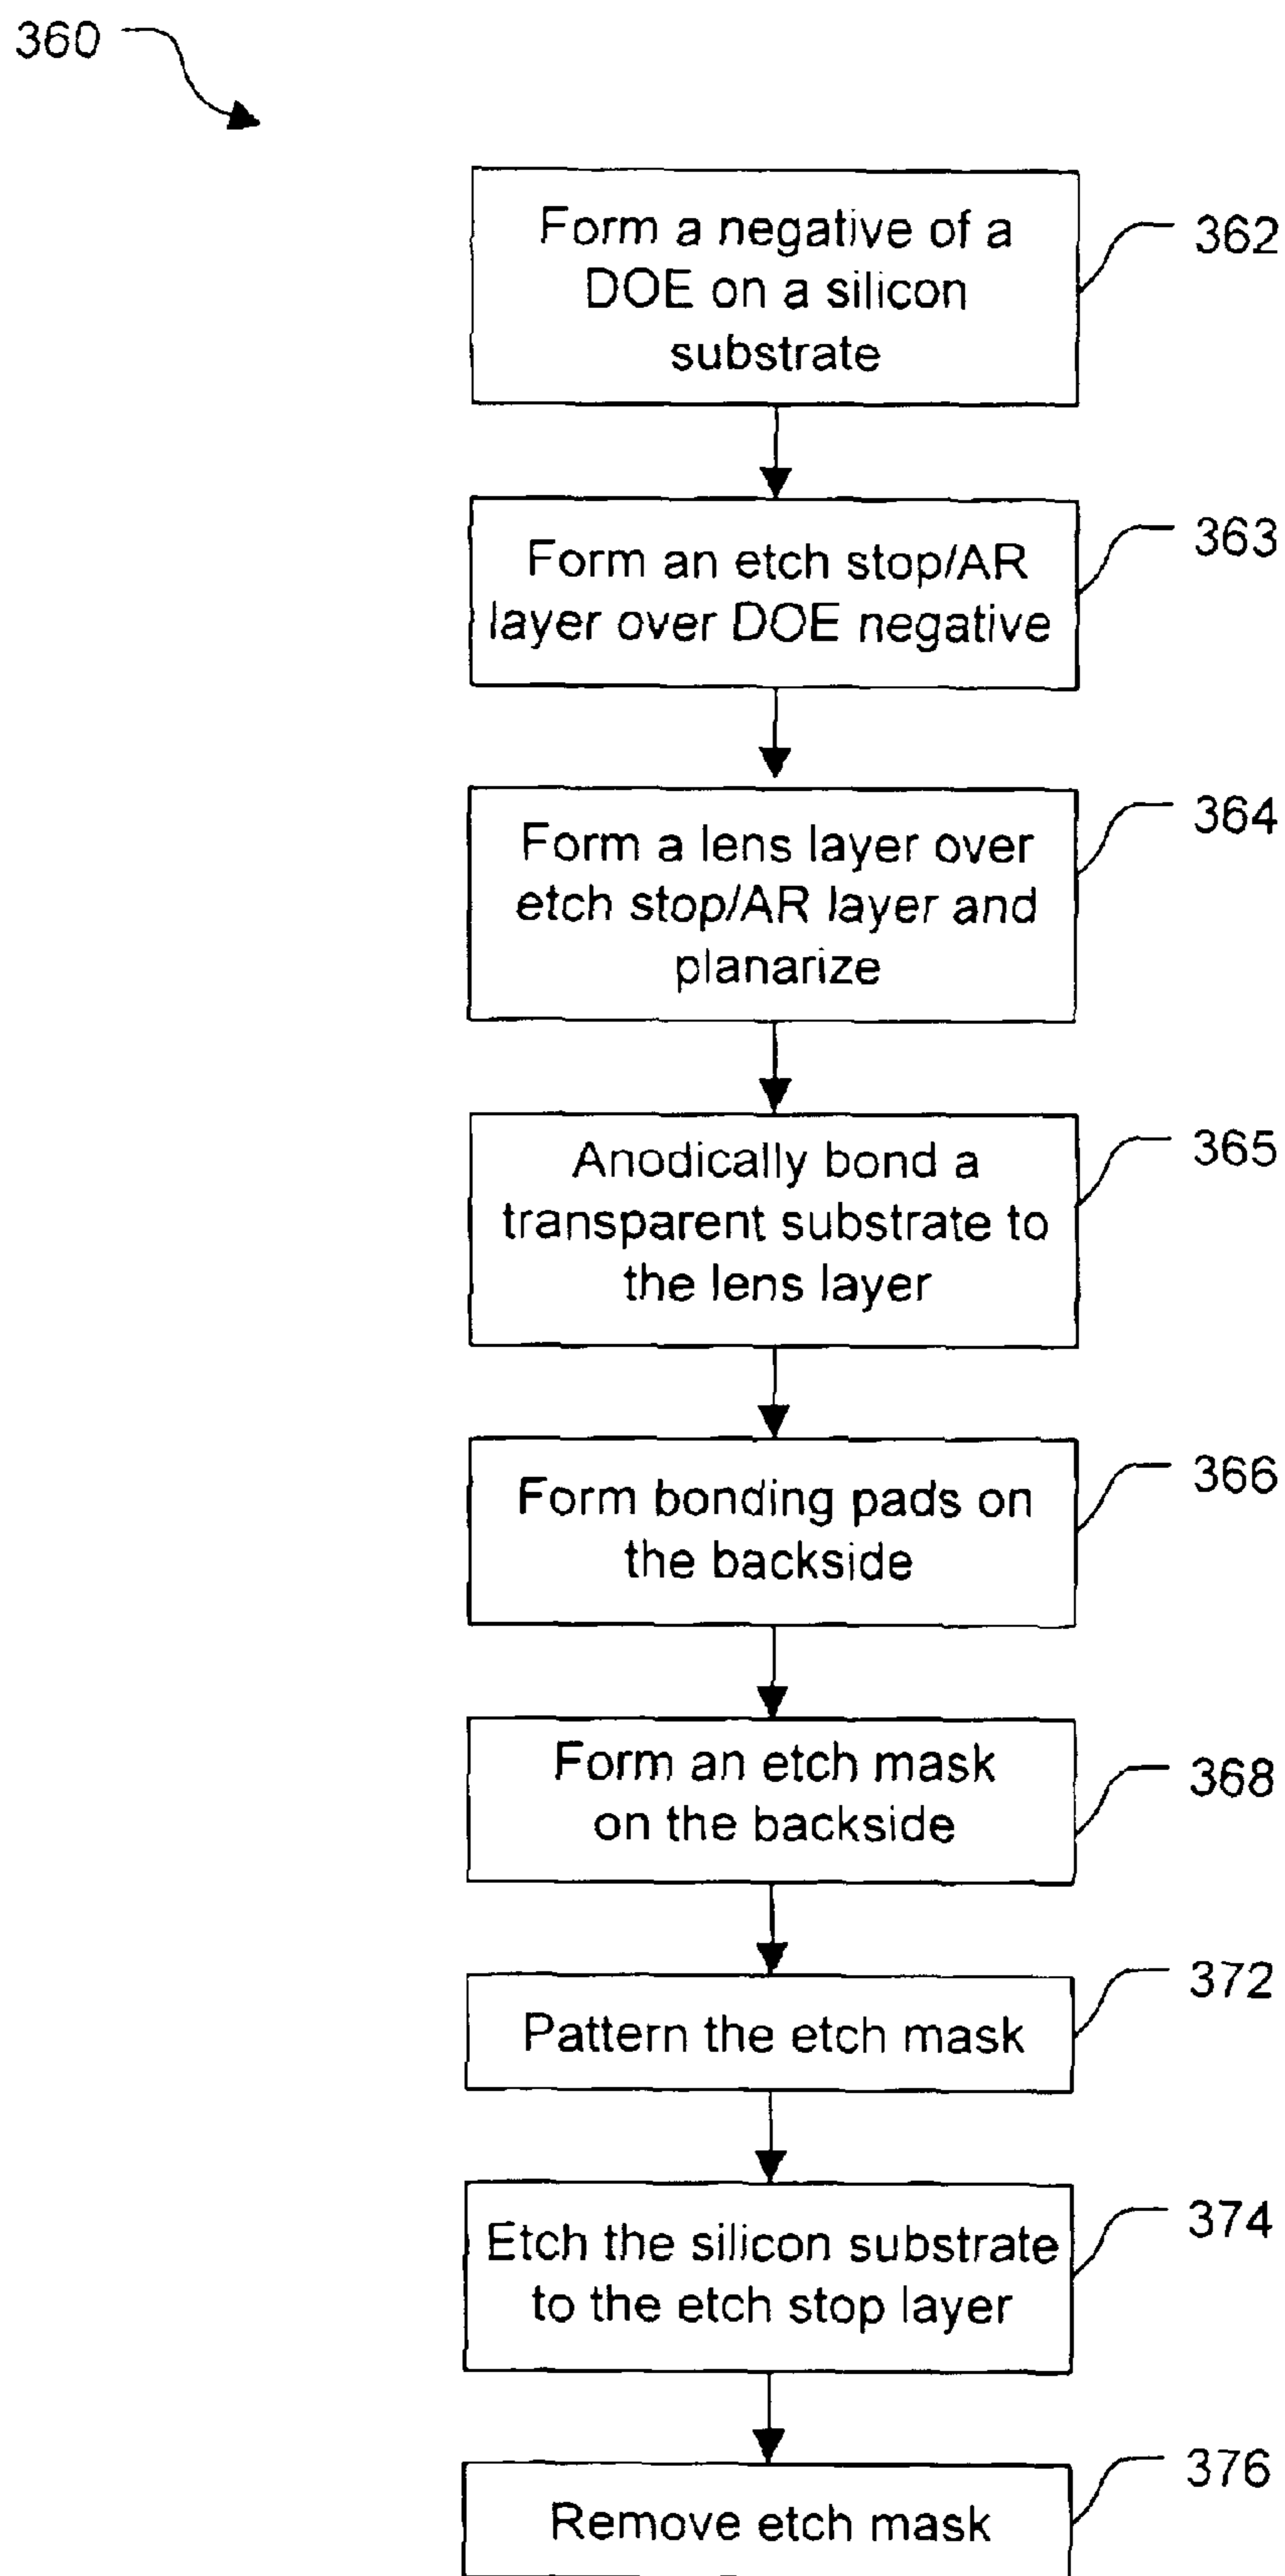 360
Form a negative of a
DOE on a silicon
substrate
362
Form an etch stop/AR
layer over DOE negative
363
Form a lens layer over
etch stop/AR layer and
planarize
364
Anodically bond a
transparent substrate to
the lens layer
365
Form bonding pads on
the backside
366
Form an etch mask
on the backside
368
Pattern the etch mask
372
Etch the silicon substrate
to the etch stop layer
374
Remove etch mask
376